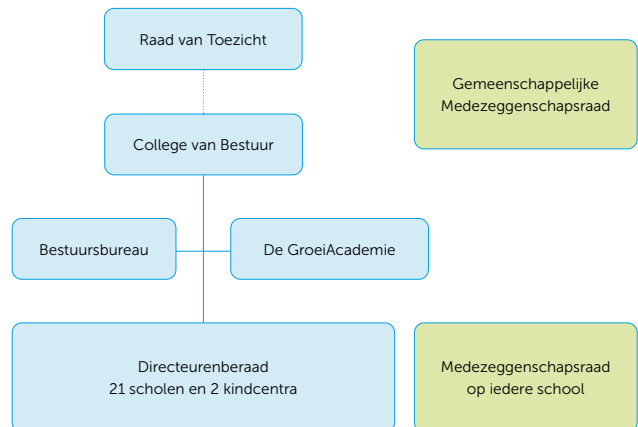 Raad van Toezicht
Gemeenschappelijke
Medezeggenschapsraad
College van Bestuur
Bestuursbureau
De GroeiAcademie
Directeurenberaad
21 scholen en 2 kindcentra
Medezeggenschapsraad
op iedere school